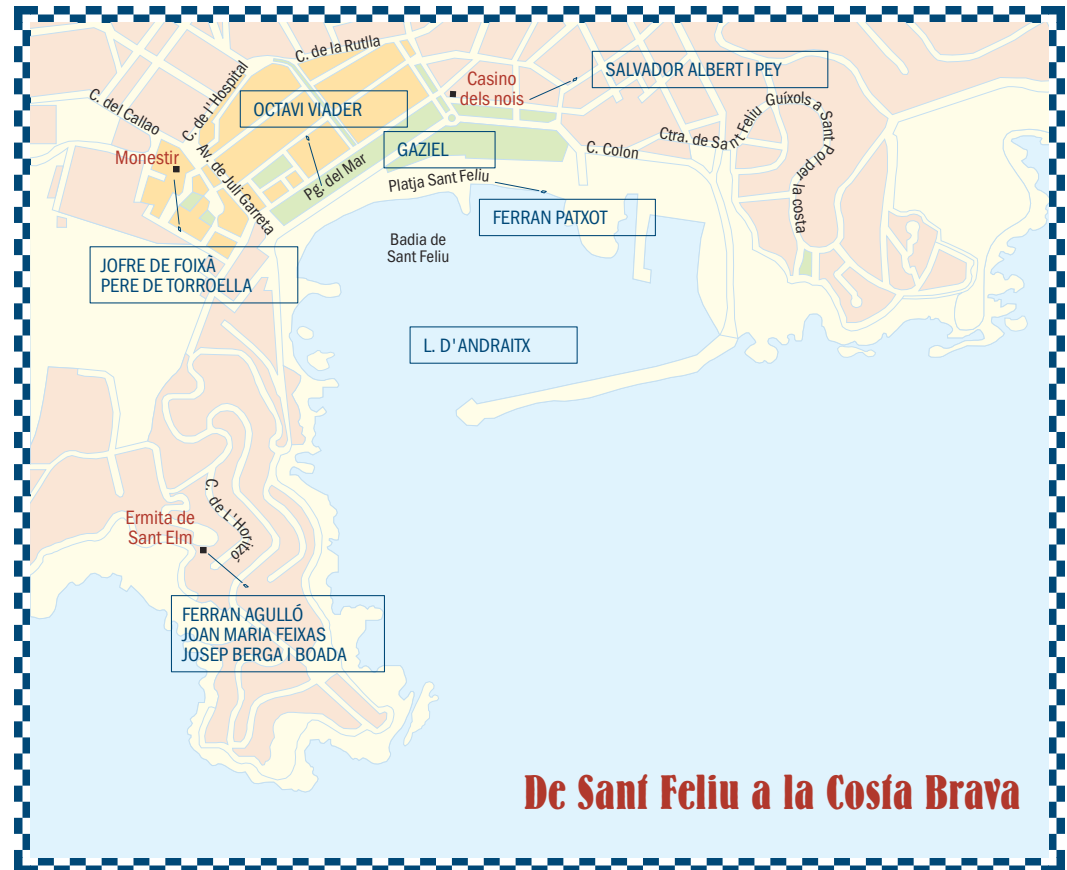 C. de la Rutlla
SALVADOR ALBERT I PEY
Casino
dels nois
C. de l'Hospital
C. del Callao
OCTAVI VIADER
Ctra. de Sant Feliu Guíxols a Sant Pol per la costa
GAZIEL
C. Colon
Monestir
Av. de Juli Garreta
Pg. del Mar
Platja Sant Feliu
FERRAN PATXOT
Badia de
Sant Feliu
JOFRE DE FOIXÀ
PERE DE TORROELLA
L. D'ANDRAITX
C. de L'Horitzó
Ermita de
Sant Elm
FERRAN AGULLÓ
JOAN MARIA FEIXAS
JOSEP BERGA I BOADA
De Sant Feliu a la Costa Brava